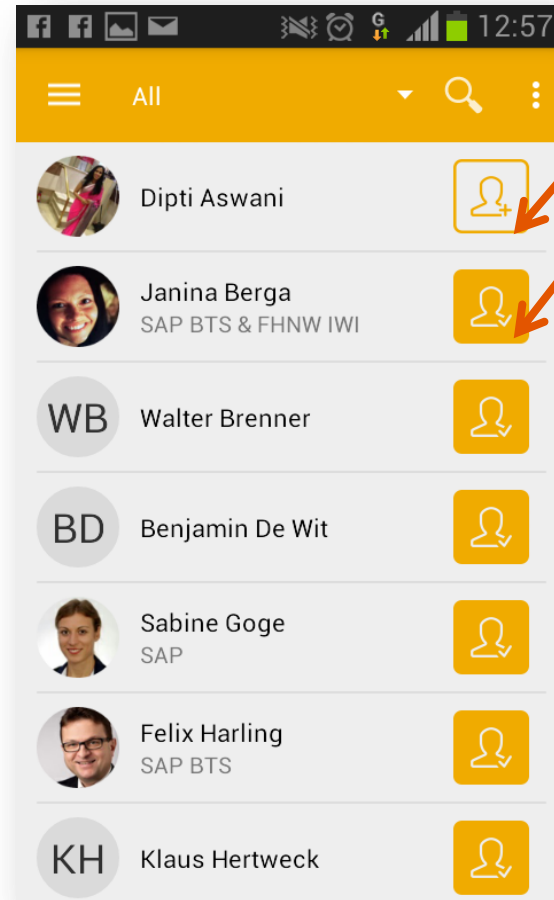 G
12:57
All
Dipti Aswani
Janina Berga
SAP BTS & FHNW IWI
WB
Walter Brenner
BD
Benjamin De Wit
Sabine Goge
SAP
Felix Harling
SAP BTS
KH
Klaus Hertweck